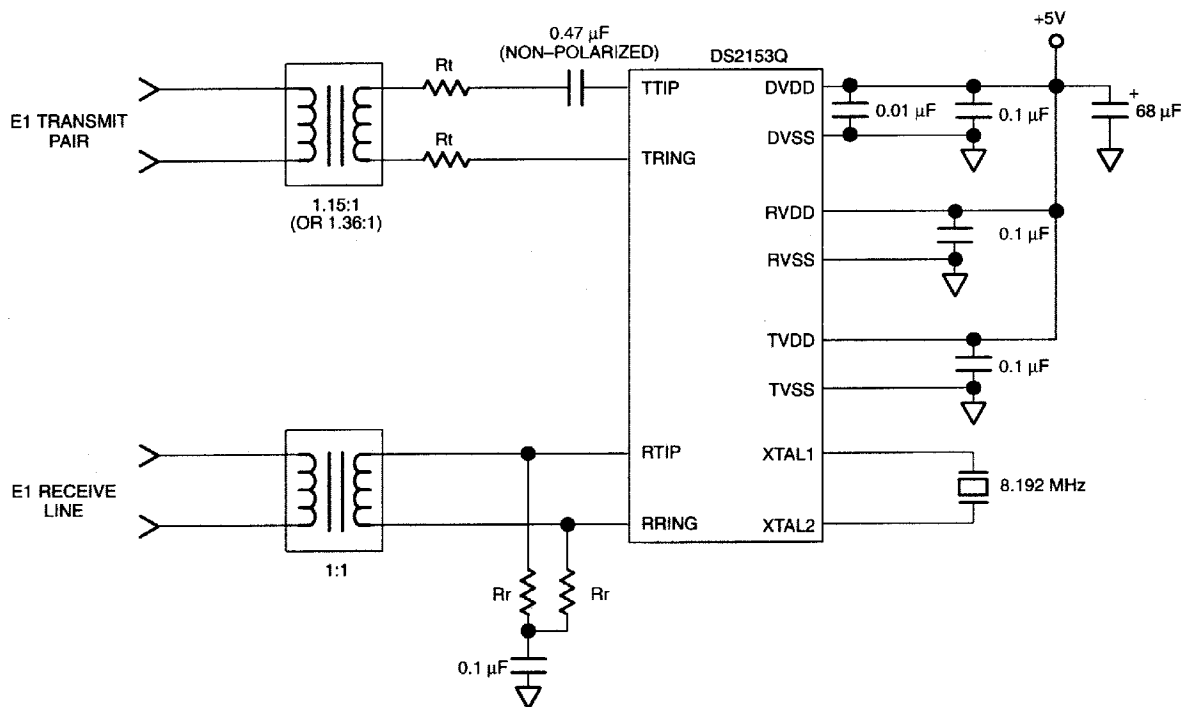 0.47 µF
(NON–POLARIZED)
+5V
DS2153Q
Rt
TTIP
DVDD
0.01 µF
0.1 µF
+
68 µF
E1 TRANSMIT
PAIR
DVSS
Rt
TRING
1.15:1
(OR 1.36:1)
RVDD
0.1 µF
RVSS
TVDD
0.1 µF
TVSS
RTIP
XTAL1
E1 RECEIVE
LINE
8.192 MHz
RRING
XTAL2
1:1
Rr
Rr
0.1 µF